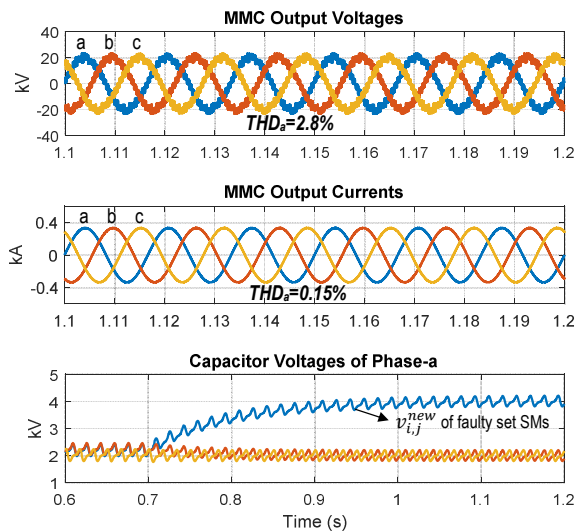 MMC Output Voltages
40
20
0
-20
-40
kV
a b c
THDa=2.8%
1.1 1.11 1.12 1.13 1.14 1.15 1.16 1.17 1.18 1.19 1.2
MMC Output Currents
0.4
0
-0.4
kA
a b c
THDa=0.15%
1.1 1.11 1.12 1.13 1.14 1.15 1.16 1.17 1.18 1.19 1.2
Capacitor Voltages of Phase-a
5
4
3
2
1
kV
v_{i,j}^{new} of faulty set SMs
0.6 0.7 0.8 0.9 1 1.1 1.2
Time (s)